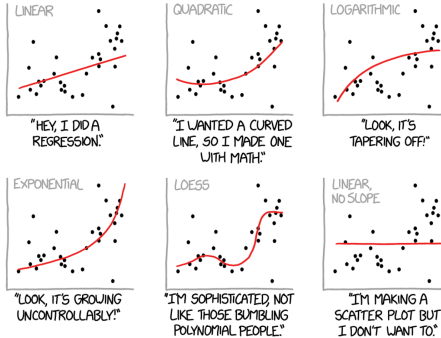 LINEAR
"HEY, I DID A
REGRESSION."
QUADRATIC
"I WANTED A CURVED
LINE, SO I MADE ONE
WITH MATH."
LOGARITHMIC
"LOOK, IT'S
TAPERING OFF!"
EXPONENTIAL
"LOOK, IT'S GROWING
UNCONTROLLABLY!"
LOESS
"I'M SOPHISTICATED, NOT
LIKE THOSE BUMBLING
POLYNOMIAL PEOPLE."
LINEAR,
NO SLOPE
"I'M MAKING A
SCATTER PLOT BUT
I DON'T WANT TO."